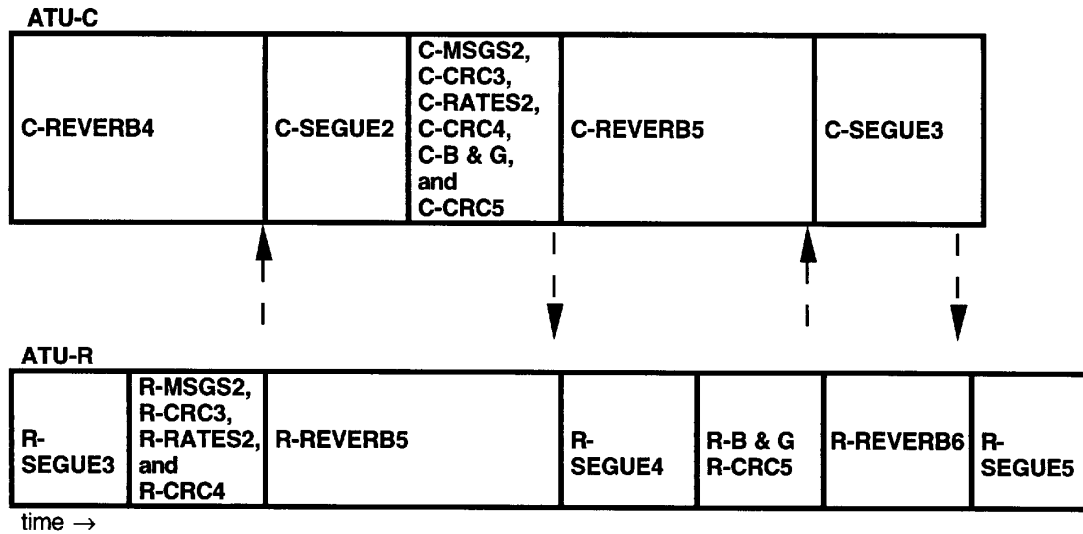 ATU-C
C-REVERB4
C-SEGUE2
C-MSGS2,
C-CRC3,
C-RATES2,
C-CRC4,
C-B & G,
and
C-CRC5
C-REVERB5
C-SEGUE3
ATU-R
R-
SEGUE3
R-MSGS2,
R-CRC3,
R-RATES2,
and
R-CRC4
R-REVERB5
R-
SEGUE4
R-B & G
R-CRC5
R-REVERB6
R-
SEGUE5
time →